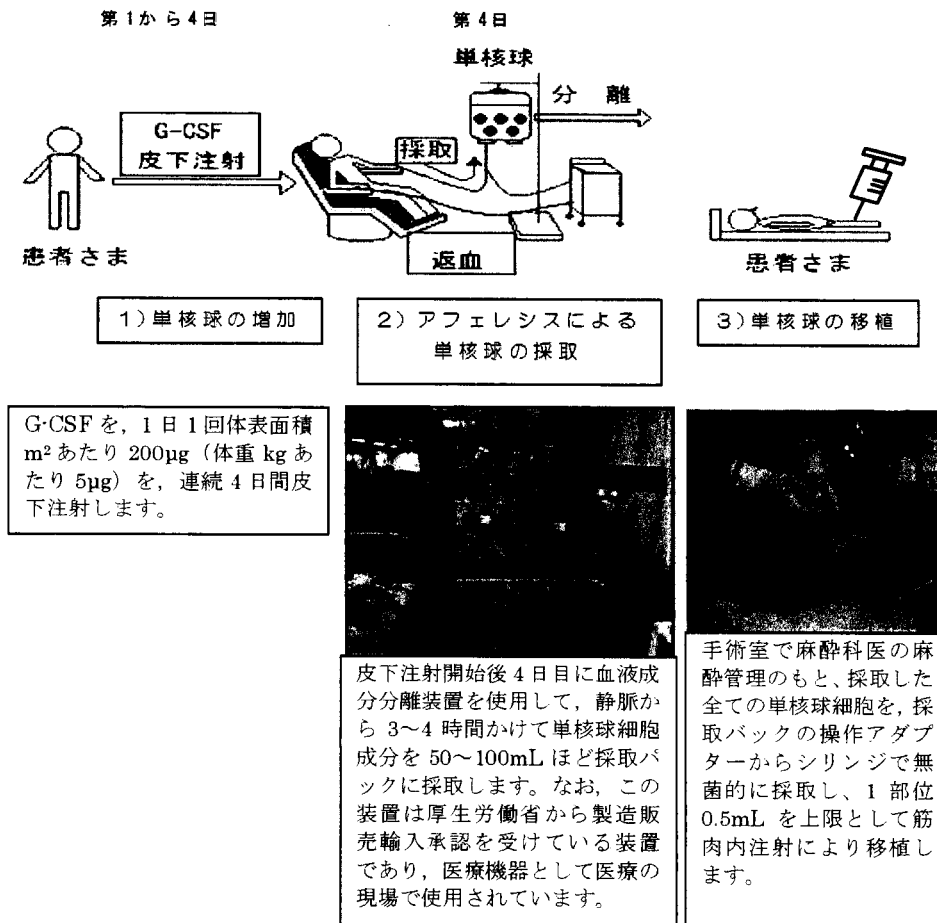 第1から4日
第4日
単核球
分離
G-CSF
皮下注射
採取
返血
患者さま
患者さま
1)単核球の増加
2)アフェレシスによる
単核球の採取
3)単核球の移植
G-CSFを，1日1回体表面積
m²あたり200μg（体重kgあ
たり5μg）を，連続4日間皮
下注射します。
皮下注射開始後4日目に血液成
分分離装置を使用して，静脈か
ら3〜4時間かけて単核球細胞
成分を50〜100mLほど採取パ
ックに採取します。なお，この
装置は厚生労働省から製造販
売輸入承認を受けている装置
であり，医療機器として医療の
現場で使用されています。
手術室で麻酔科医の麻
酔管理のもと、採取した
全ての単核球細胞を，採
取バックの操作アダプ
ターからシリンジで無
菌的に採取し、1部位
0.5mLを上限として筋
肉内注射により移植し
ます。